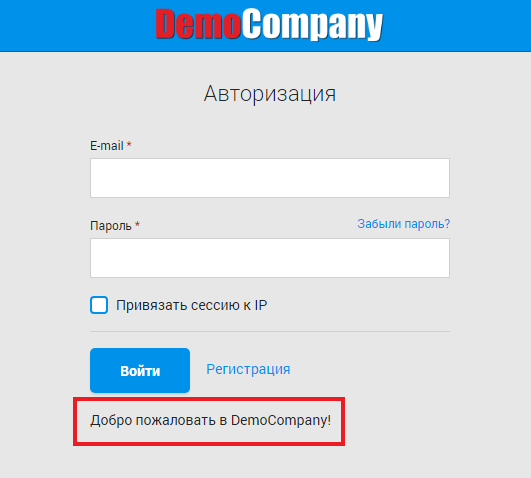 DemoCompany
Авторизация
E-mail *
Пароль *
Забыли пароль?
Привязать сессию к IP
Войти
Регистрация
Добро пожаловать в DemoCompany!